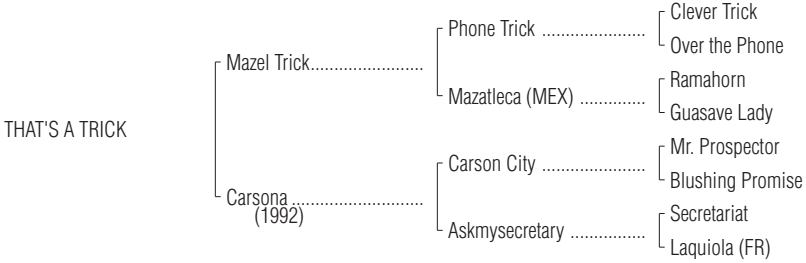 Clever Trick
Phone Trick ......................
Over the Phone
Mazel Trick........................
Ramahorn
Mazatleca (MEX) ..............
Guasave Lady
THAT'S A TRICK
Mr. Prospector
Carson City ......................
Blushing Promise
Carsona ............................
(1992)
Secretariat
Askmysecretary ................
Laquiola (FR)